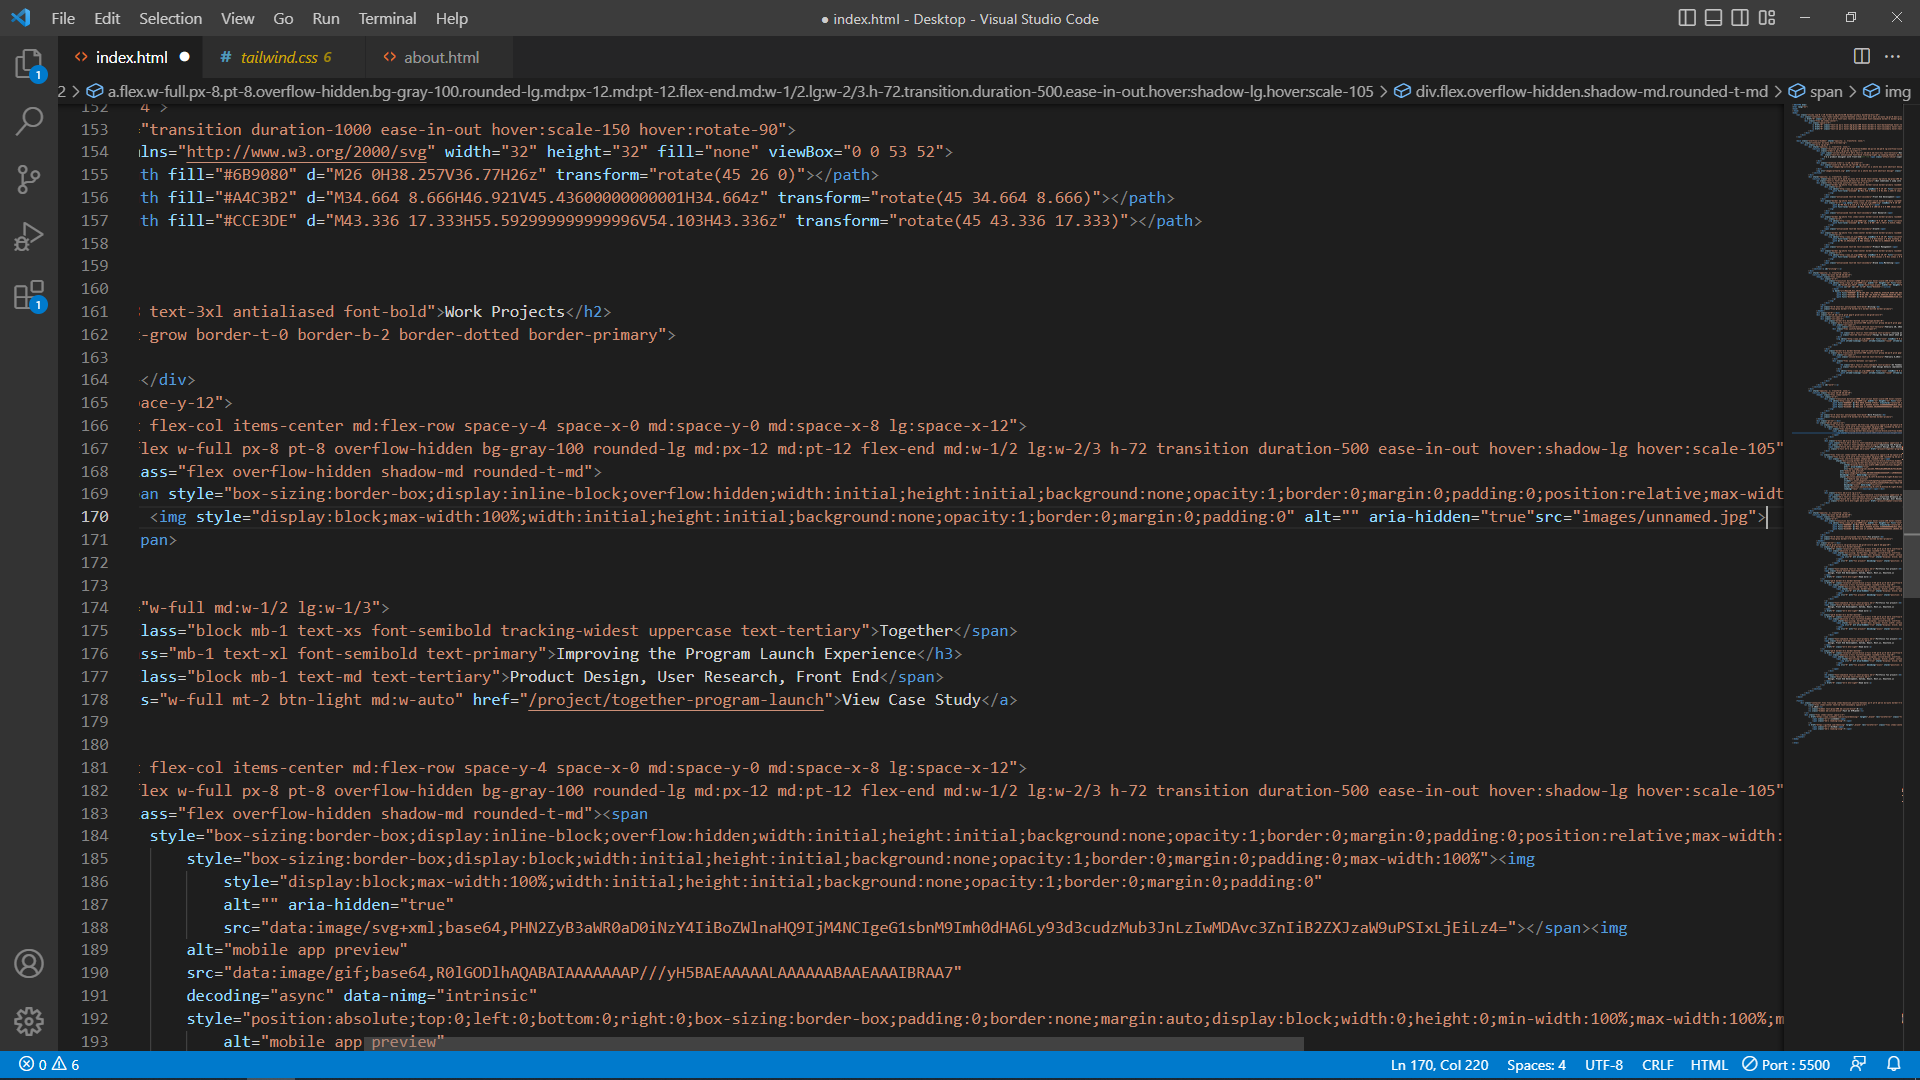 File Edit Selection View Go Run Terminal Help
● index.html - Desktop - Visual Studio Code
index.html
# tailwind.css 6
about.html
2 > a.flex.w-full.px-8.pt-8.overflow-hidden.bg-gray-100.rounded-lg.md:px-12.md:pt-12.flex-end.md:w-1/2.lg:w-2/3.h-72.transition.duration-500.ease-in-out.hover:shadow-lg.hover:scale-105 > div.flex.overflow-hidden.shadow-md.rounded-t-md > span > img
152 4">
153 "transition duration-1000 ease-in-out hover:scale-150 hover:rotate-90">
154 lns="http://www.w3.org/2000/svg" width="32" height="32" fill="none" viewBox="0 0 53 52">
155 th fill="#6B9080" d="M26 0H38.257V36.77H26z" transform="rotate(45 26 0)"></path>
156 th fill="#A4C3B2" d="M34.664 8.666H46.921V45.43600000000001H34.664z" transform="rotate(45 34.664 8.666)"></path>
157 th fill="#CCE3DE" d="M43.336 17.333H55.592999999999996V54.103H43.336z" transform="rotate(45 43.336 17.333)"></path>
158
159
160
161 text-3xl antialiased font-bold">Work Projects</h2>
162 -grow border-t-0 border-b-2 border-dotted border-primary">
163
164 </div>
165 pace-y-12">
166 flex-col items-center md:flex-row space-y-4 space-x-0 md:space-y-0 md:space-x-8 lg:space-x-12">
167 flex w-full px-8 pt-8 overflow-hidden bg-gray-100 rounded-lg md:px-12 md:pt-12 flex-end md:w-1/2 lg:w-2/3 h-72 transition duration-500 ease-in-out hover:shadow-lg hover:scale-105"
168 ass="flex overflow-hidden shadow-md rounded-t-md">
169 an style="box-sizing:border-box;display:inline-block;overflow:hidden;width:initial;height:initial;background:none;opacity:1;border:0;margin:0;padding:0;position:relative;max-widt
170 <img style="display:block;max-width:100%;width:initial;height:initial;background:none;opacity:1;border:0;margin:0;padding:0" alt="" aria-hidden="true"src="images/unnamed.jpg">
171 pan>
172
173
174 "w-full md:w-1/2 lg:w-1/3">
175 lass="block mb-1 text-xs font-semibold tracking-widest uppercase text-tertiary">Together</span>
176 ss="mb-1 text-xl font-semibold text-primary">Improving the Program Launch Experience</h3>
177 lass="block mb-1 text-md text-tertiary">Product Design, User Research, Front End</span>
178 s="w-full mt-2 btn-light md:w-auto" href="/project/together-program-launch">View Case Study</a>
179
180
181 flex-col items-center md:flex-row space-y-4 space-x-0 md:space-y-0 md:space-x-8 lg:space-x-12">
182 flex w-full px-8 pt-8 overflow-hidden bg-gray-100 rounded-lg md:px-12 md:pt-12 flex-end md:w-1/2 lg:w-2/3 h-72 transition duration-500 ease-in-out hover:shadow-lg hover:scale-105"
183 ass="flex overflow-hidden shadow-md rounded-t-md"><span
184 style="box-sizing:border-box;display:inline-block;overflow:hidden;width:initial;height:initial;background:none;opacity:1;border:0;margin:0;padding:0;position:relative;max-width:
185 style="box-sizing:border-box;display:block;width:initial;height:initial;background:none;opacity:1;border:0;margin:0;padding:0;max-width:100%"><img
186 style="display:block;max-width:100%;width:initial;height:initial;background:none;opacity:1;border:0;margin:0;padding:0"
187 alt="" aria-hidden="true"
188 src="data:image/svg+xml;base64,PHN2ZyB3aWR0aD0iNzY4IiBoZWlnaHQ9IjM4NCIgeG1sbnM9Imh0dHA6Ly93d3cudzMub3JnLzIwMDAvc3ZnIiB2ZXJzaW9uPSIxLjEiLz4="></span><img
189 alt="mobile app preview"
190 src="data:image/gif;base64,R0lGODlhAQABAIAAAAAAAP///yH5BAEAAAAALAAAAAABAAEAAAIBRAA7"
191 decoding="async" data-nimg="intrinsic"
192 style="position:absolute;top:0;left:0;bottom:0;right:0;box-sizing:border-box;padding:0;border:none;margin:auto;display:block;width:0;height:0;min-width:100%;max-width:100%;m
193 alt="mobile app preview"
0 6
Ln 170, Col 220 Spaces: 4 UTF-8 CRLF HTML Port : 5500